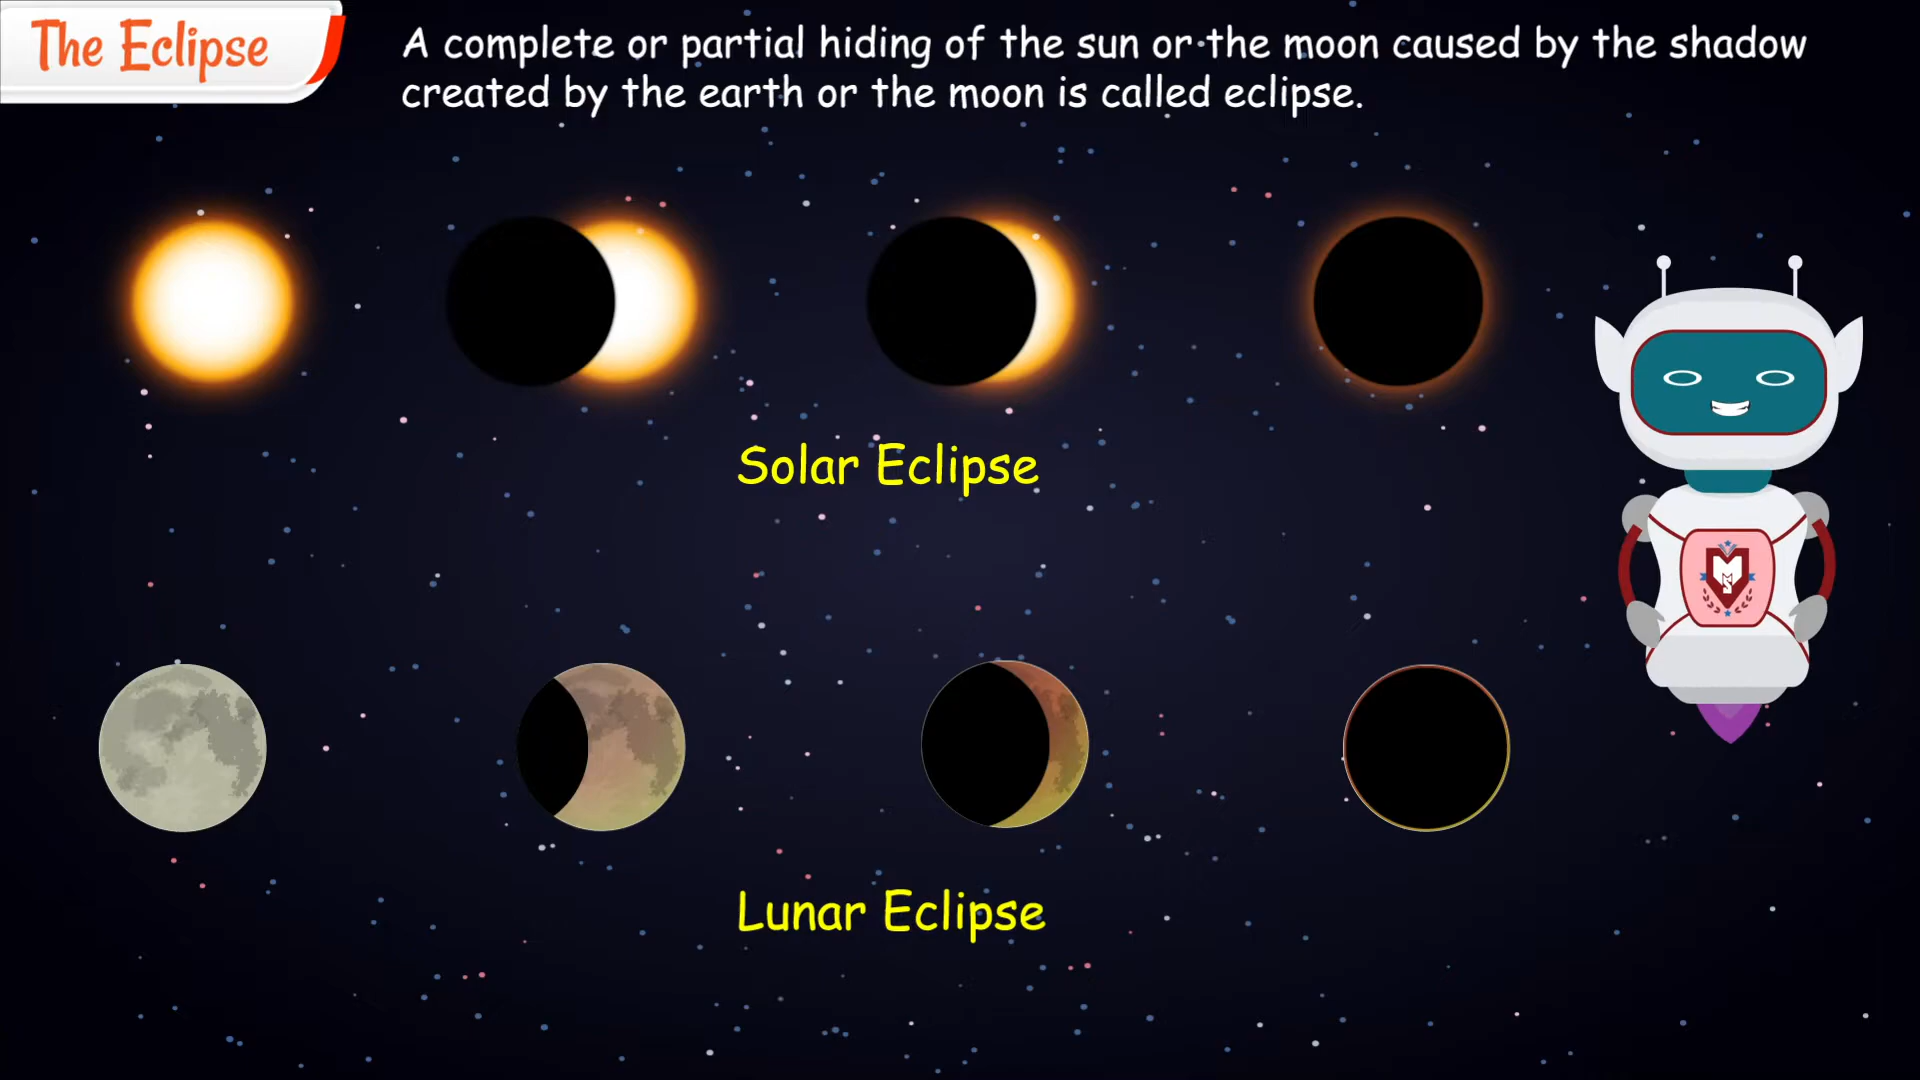 The Eclipse
A complete or partial hiding of the sun or the moon caused by the shadow
created by the earth or the moon is called eclipse.
Solar Eclipse
M
S
Lunar Eclipse